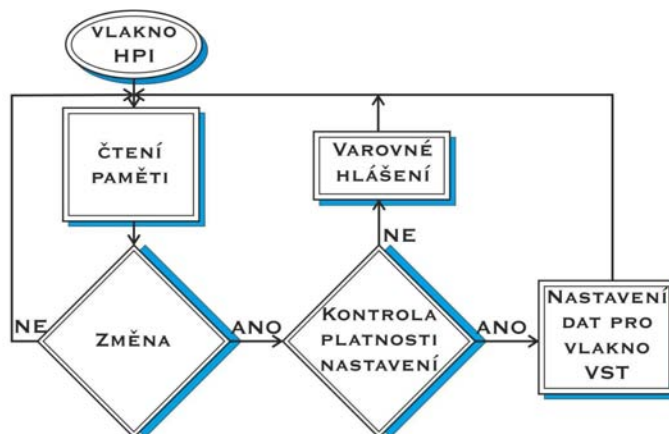 VLAKNO
HPI
ČTENÍ
PAMĚTI
VAROVNÉ
HLÁŠENÍ
NE
NE
ZMĚNA
ANO
KONTROLA
PLATNOSTI
NASTAVENÍ
ANO
NASTAVENÍ
DAT PRO
VLAKNO
VST